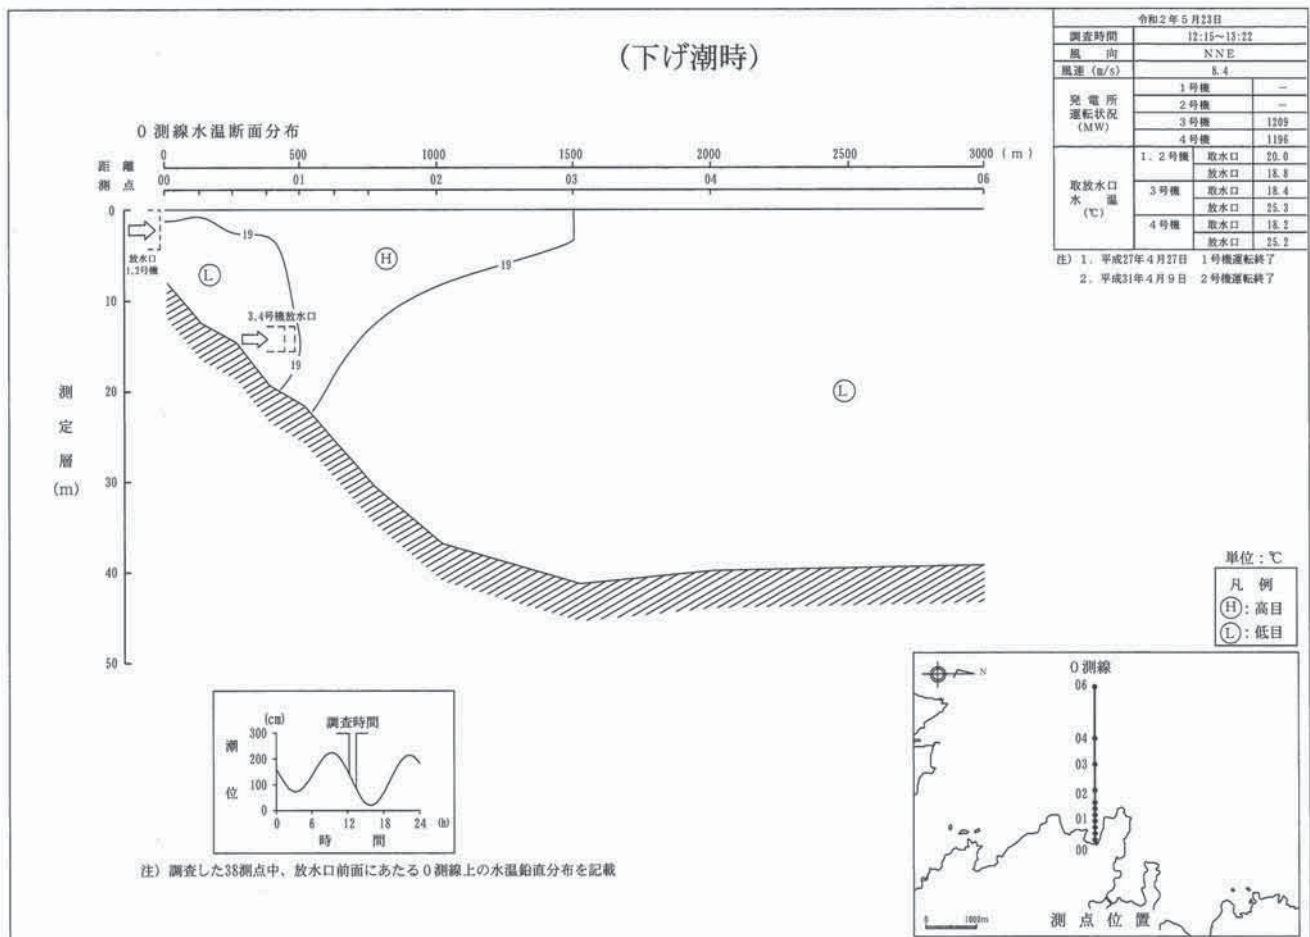 (下げ潮時)
令和2年5月23日
調査時間 12:15～13:22
風向 NNE
風速 (m/s) 8.4
発電所運転状況 (MW)
1号機 －
2号機 －
3号機 1209
4号機 1196
取放水口水温 (℃)
1, 2号機 取水口 20.0
放水口 18.8
3号機 取水口 18.4
放水口 25.3
4号機 取水口 18.2
放水口 25.2
注) 1. 平成27年4月27日 1号機運転終了
2. 平成31年4月9日 2号機運転終了
0測線水温断面分布
距離 0 500 1000 1500 2000 2500 3000 (m)
測点 00 01 02 03 04 06
0
10
20
30
40
50
測定層 (m)
放水口
1,2号機
3,4号機放水口
19
19
19
L
H
L
単位:℃
凡例
H:高目
L:低目
(cm)
調査時間
潮位
300
200
100
0
0 6 12 18 24 (h)
時間
注) 調査した38測点中、放水口前面にあたる0測線上の水温鉛直分布を記載
N
0測線
06
04
03
02
01
00
0 1000m
測点位置